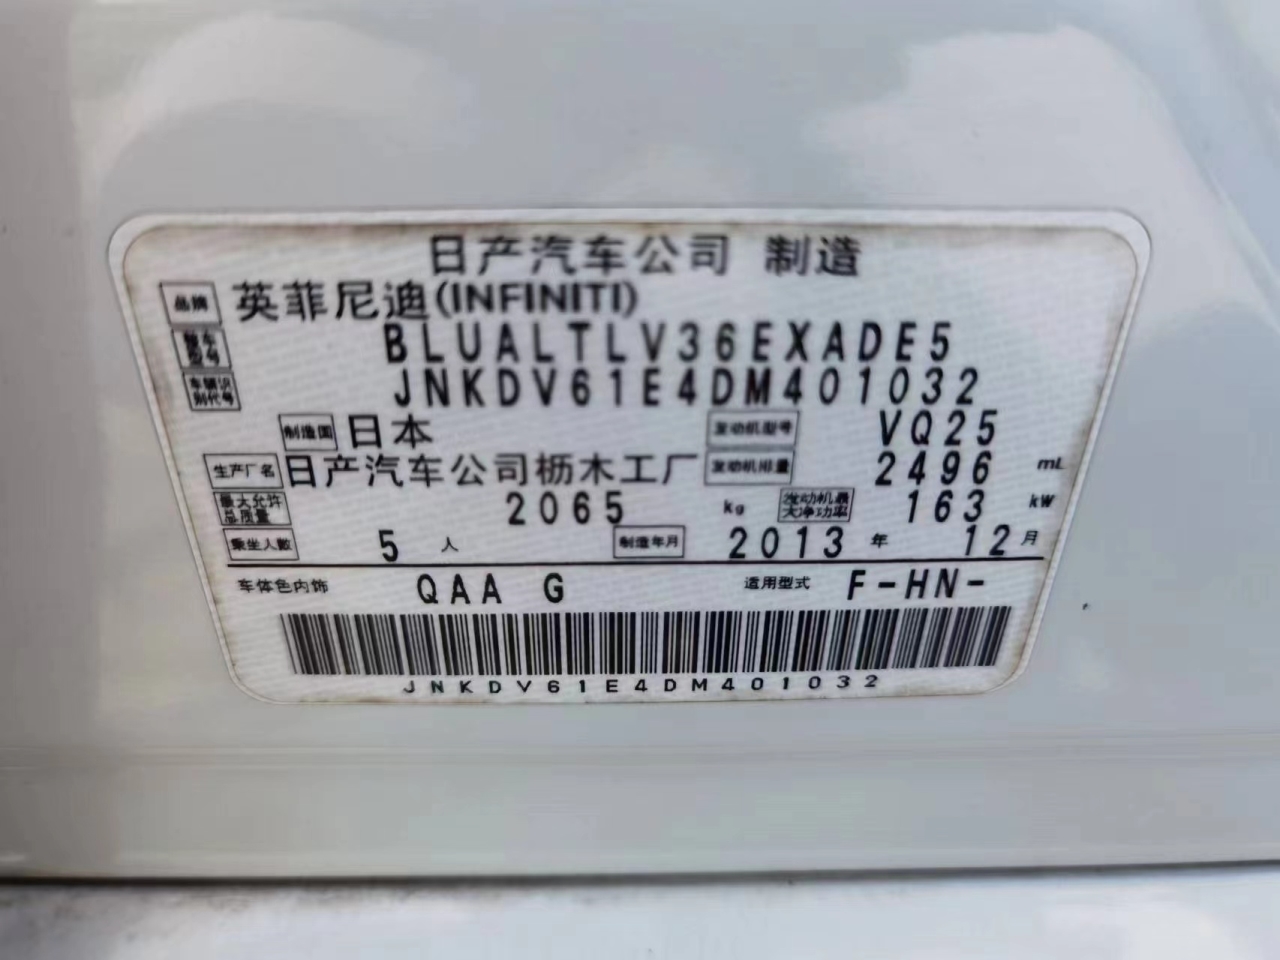 日产汽车公司 制造
品牌 英菲尼迪(INFINITI)
整车型号 BLUALTLV36EXADE5
车辆识别代号 JNKDV61E4DM401032
制造国 日本 发动机型号 VQ25
生产厂名 日产汽车公司枥木工厂 发动机排量 2496 mL
最大允许总质量 2065 kg 发动机最大净功率 163 kW
乘坐人数 5 人 制造年月 2013 年 12 月
车体色内饰 QAA G 适用型式 F-HN-
JNKDV61E4DM401032